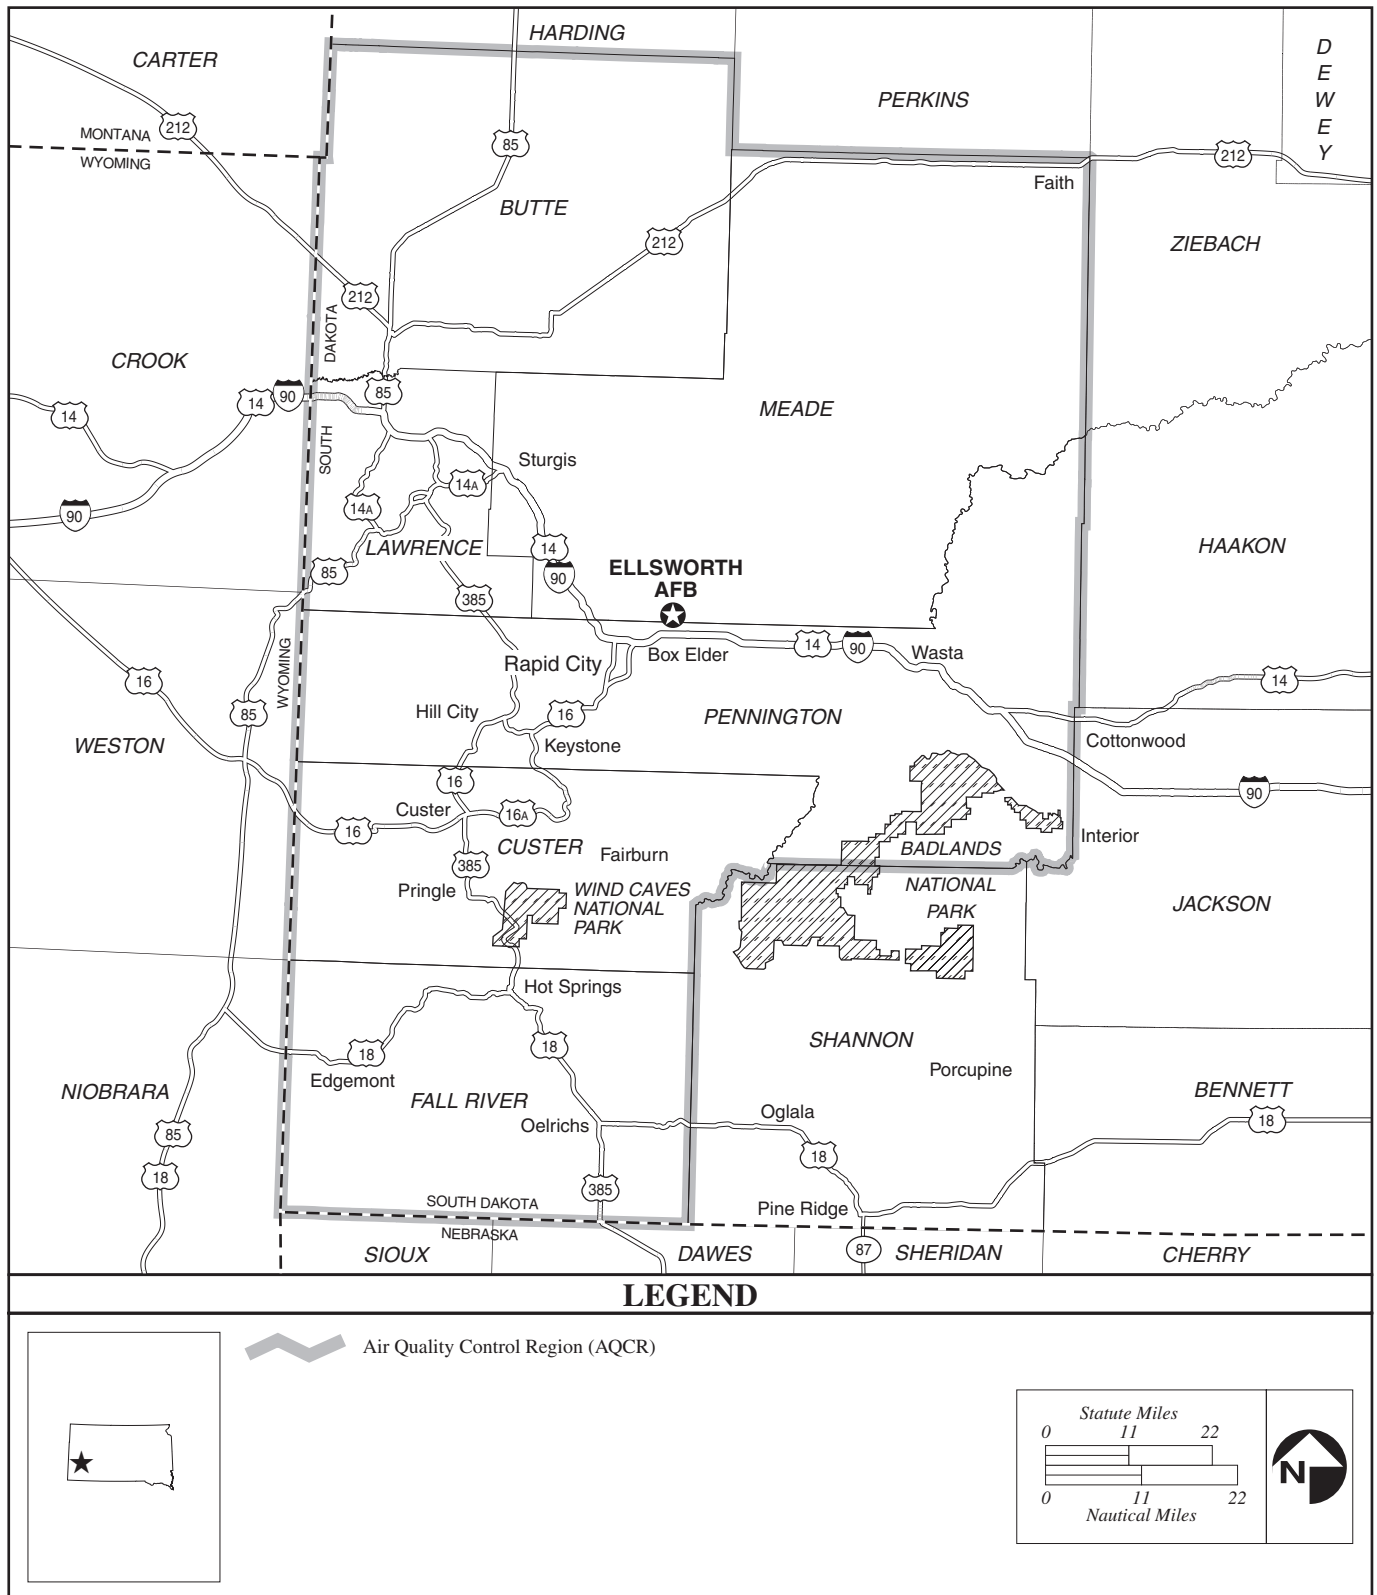 HARDING
CARTER
D
E
W
E
Y
PERKINS
212
MONTANA
WYOMING
85
212
Faith
BUTTE
212
ZIEBACH
212
DAKOTA
CROOK
90
85
14
14
MEADE
SOUTH
Sturgis
14A
14A
90
LAWRENCE
14
HAAKON
ELLSWORTH
AFB
85
90
385
14
90
Wasta
Box Elder
Rapid City
WYOMING
16
14
Hill City
16
85
PENNINGTON
WESTON
Keystone
Cottonwood
16
90
Custer
16A
16
Interior
CUSTER
BADLANDS
Fairburn
385
Pringle
WIND CAVES
NATIONAL
PARK
NATIONAL
PARK
JACKSON
Hot Springs
SHANNON
18
18
Porcupine
Edgemont
NIOBRARA
BENNETT
FALL RIVER
Oglala
18
Oelrichs
85
18
18
385
SOUTH DAKOTA
Pine Ridge
NEBRASKA
SIOUX
DAWES
87
SHERIDAN
CHERRY
LEGEND
Air Quality Control Region (AQCR)
Statute Miles
0 11 22
0 11 22
Nautical Miles
N